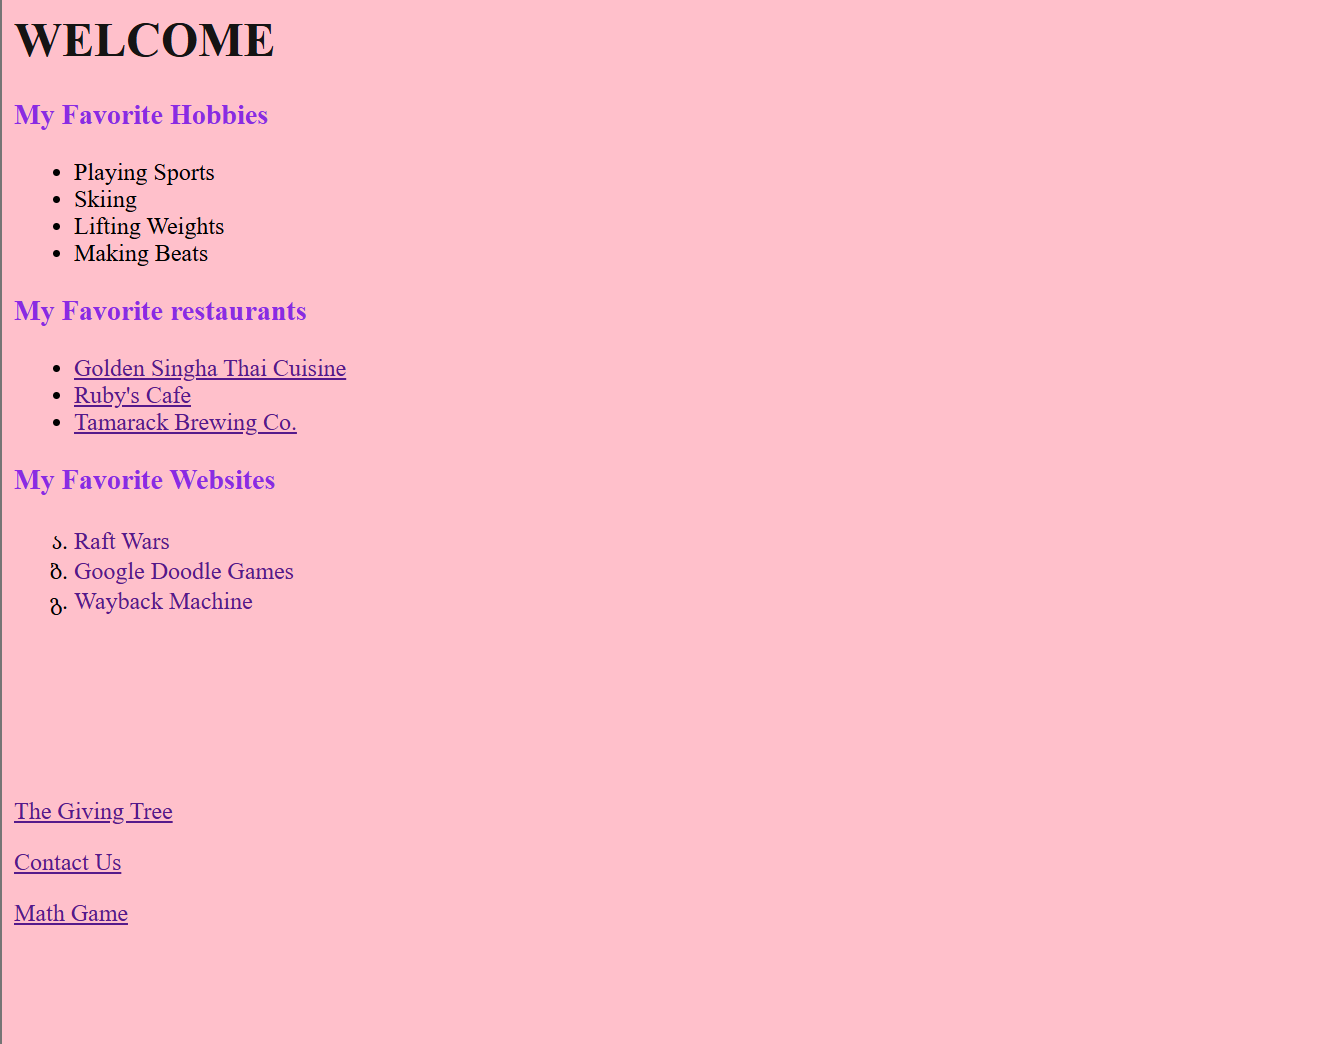 WELCOME
My Favorite Hobbies
• Playing Sports
• Skiing
• Lifting Weights
• Making Beats
My Favorite restaurants
• Golden Singha Thai Cuisine
• Ruby's Cafe
• Tamarack Brewing Co.
My Favorite Websites
ა. Raft Wars
ბ. Google Doodle Games
გ. Wayback Machine
The Giving Tree
Contact Us
Math Game